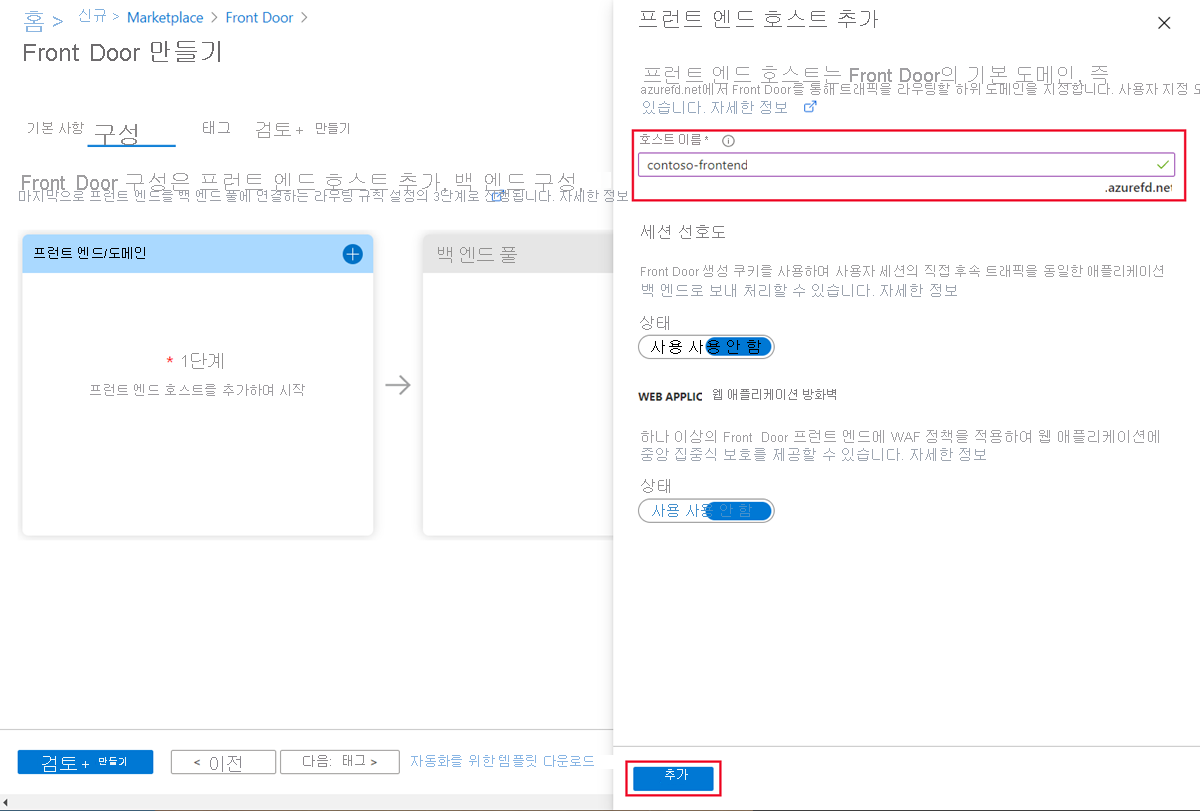 홈 > 신규 > Marketplace > Front Door >
Front Door 만들기
기본 사항 구성 태그 검토 + 만들기
Front Door 구성은 프런트 엔드 호스트 추가, 백 엔드 구성,
마지막으로 프런트 엔드를 백 엔드 풀에 연결하는 라우팅 규칙 설정의 3단계로 진행됩니다. 자세한 정보
프런트 엔드/도메인
* 1단계
프런트 엔드 호스트를 추가하여 시작
백 엔드 풀
검토 + 만들기
< 이전
다음: 태그 >
자동화를 위한 템플릿 다운로드
프런트 엔드 호스트 추가
프런트 엔드 호스트는 Front Door의 기본 도메인, 즉
azurefd.net에서 Front Door를 통해 트래픽을 라우팅할 하위 도메인을 지정합니다. 사용자 지정 도
있습니다. 자세한 정보
호스트 이름 *
contoso-frontend
.azurefd.net
세션 선호도
Front Door 생성 쿠키를 사용하여 사용자 세션의 직접 후속 트래픽을 동일한 애플리케이션
백 엔드로 보내 처리할 수 있습니다. 자세한 정보
상태
사용 사용 안 함
WEB APPLIC 웹 애플리케이션 방화벽
하나 이상의 Front Door 프런트 엔드에 WAF 정책을 적용하여 웹 애플리케이션에
중앙 집중식 보호를 제공할 수 있습니다. 자세한 정보
상태
사용 사용 안 함
추가